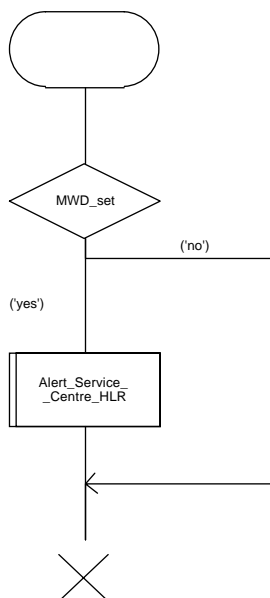 MWD_set
('no')
('yes')
Alert_Service_
_Centre_HLR